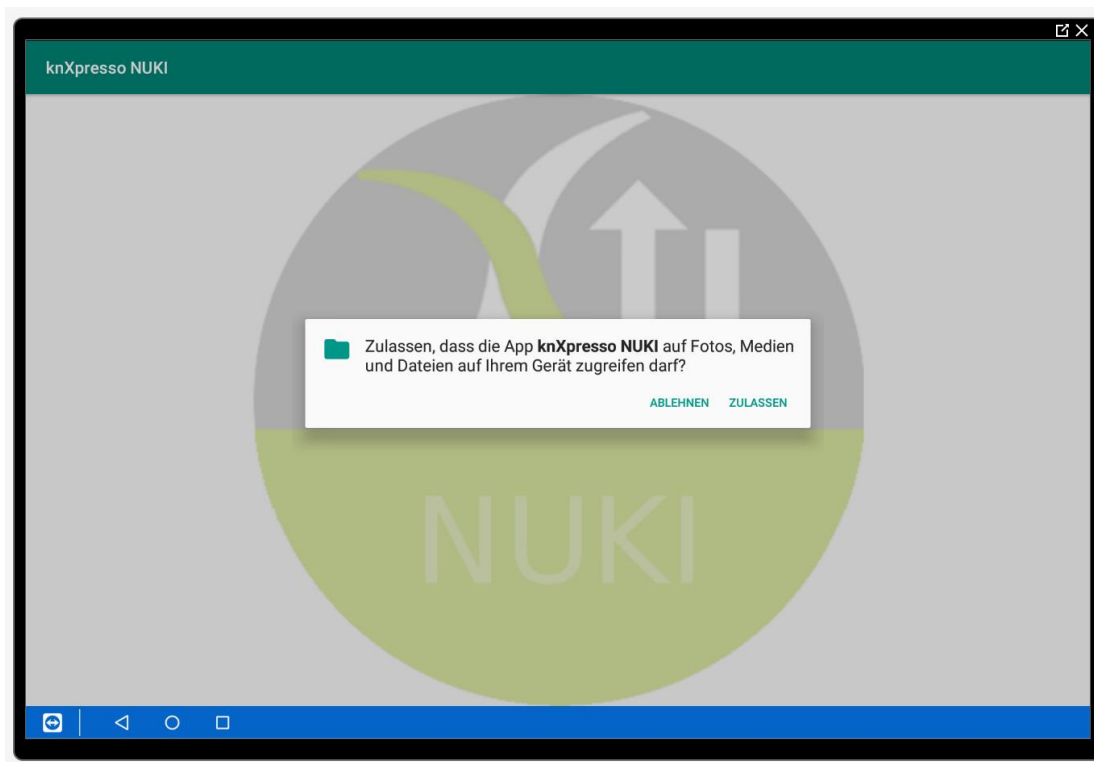 knXpresso NUKI
Zulassen, dass die App knXpresso NUKI auf Fotos, Medien
und Dateien auf Ihrem Gerät zugreifen darf?
ABLEHNEN ZULASSEN
NUKI